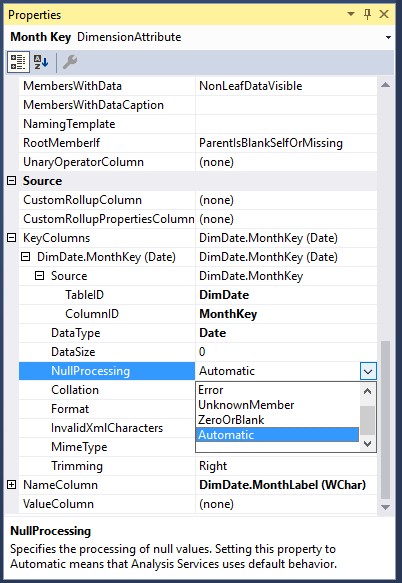 Properties
Month Key DimensionAttribute
MembersWithData NonLeafDataVisible
MembersWithDataCaption
NamingTemplate
RootMemberIf ParentIsBlankSelfOrMissing
UnaryOperatorColumn (none)
Source
CustomRollupColumn (none)
CustomRollupPropertiesColumn (none)
KeyColumns DimDate.MonthKey (Date)
DimDate.MonthKey (Date) DimDate.MonthKey (Date)
Source DimDate.MonthKey
TableID DimDate
ColumnID MonthKey
DataType Date
DataSize 0
NullProcessing Automatic
Collation Error
Format UnknownMember
ZeroOrBlank
InvalidXmlCharacters Automatic
MimeType
Trimming Right
NameColumn DimDate.MonthLabel (WChar)
ValueColumn (none)
NullProcessing
Specifies the processing of null values. Setting this property to
Automatic means that Analysis Services uses default behavior.